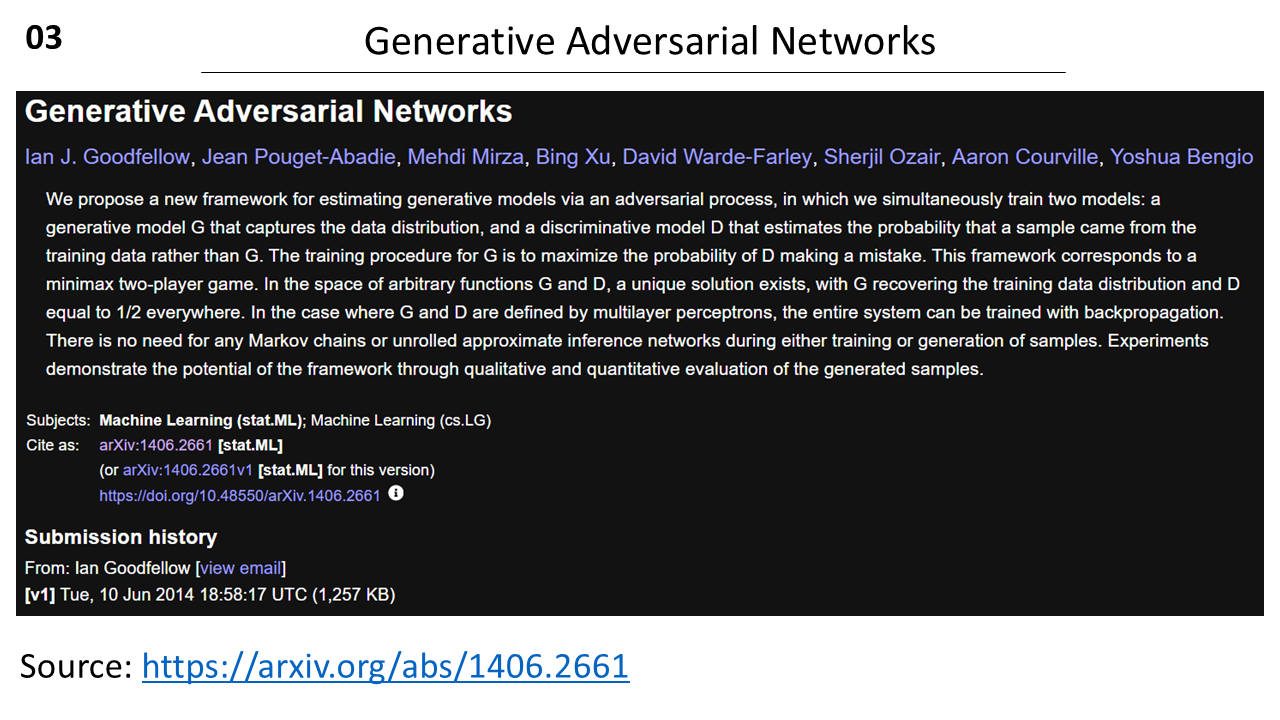 03
Generative Adversarial Networks
Generative Adversarial Networks
Ian J. Goodfellow, Jean Pouget-Abadie, Mehdi Mirza, Bing Xu, David Warde-Farley, Sherjil Ozair, Aaron Courville, Yoshua Bengio
We propose a new framework for estimating generative models via an adversarial process, in which we simultaneously train two models: a
generative model G that captures the data distribution, and a discriminative model D that estimates the probability that a sample came from the
training data rather than G. The training procedure for G is to maximize the probability of D making a mistake. This framework corresponds to a
minimax two-player game. In the space of arbitrary functions G and D, a unique solution exists, with G recovering the training data distribution and D
equal to 1/2 everywhere. In the case where G and D are defined by multilayer perceptrons, the entire system can be trained with backpropagation.
There is no need for any Markov chains or unrolled approximate inference networks during either training or generation of samples. Experiments
demonstrate the potential of the framework through qualitative and quantitative evaluation of the generated samples.
Subjects: Machine Learning (stat.ML); Machine Learning (cs.LG)
Cite as: arXiv:1406.2661 [stat.ML]
(or arXiv:1406.2661v1 [stat.ML] for this version)
https://doi.org/10.48550/arXiv.1406.2661
Submission history
From: Ian Goodfellow [view email]
[v1] Tue, 10 Jun 2014 18:58:17 UTC (1,257 KB)
Source: https://arxiv.org/abs/1406.2661